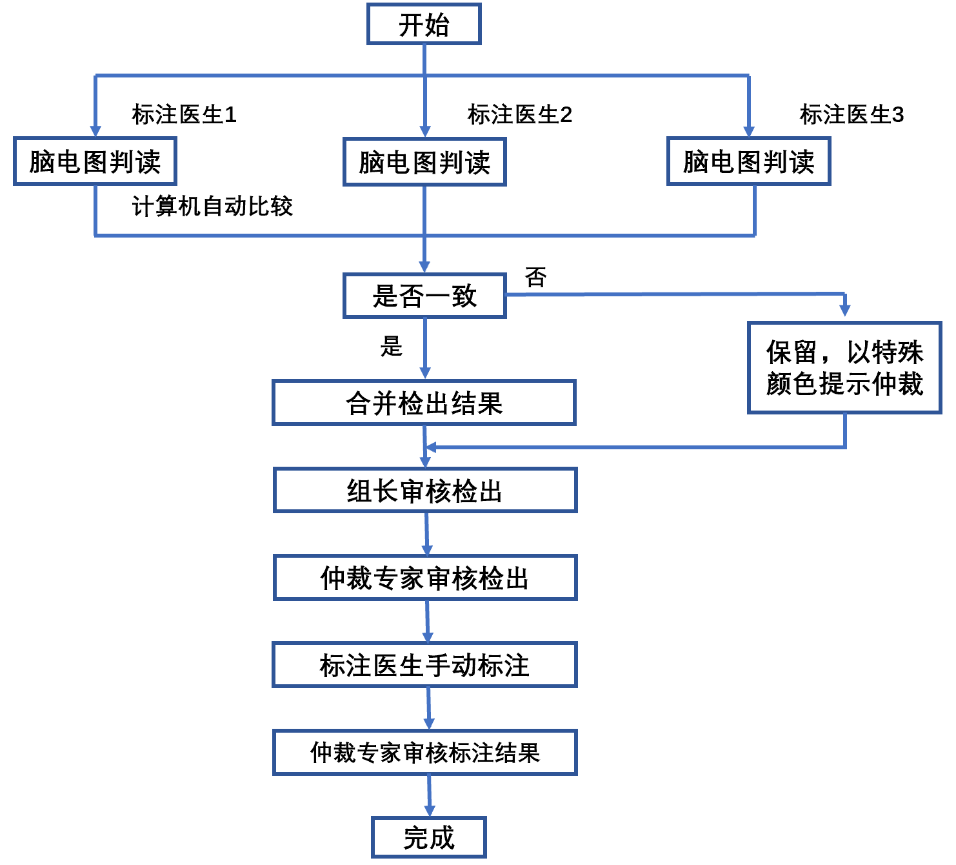 开始
标注医生1
标注医生2
标注医生3
脑电图判读
脑电图判读
脑电图判读
计算机自动比较
是否一致
否
是
保留，以特殊
颜色提示仲裁
合并检出结果
组长审核检出
仲裁专家审核检出
标注医生手动标注
仲裁专家审核标注结果
完成